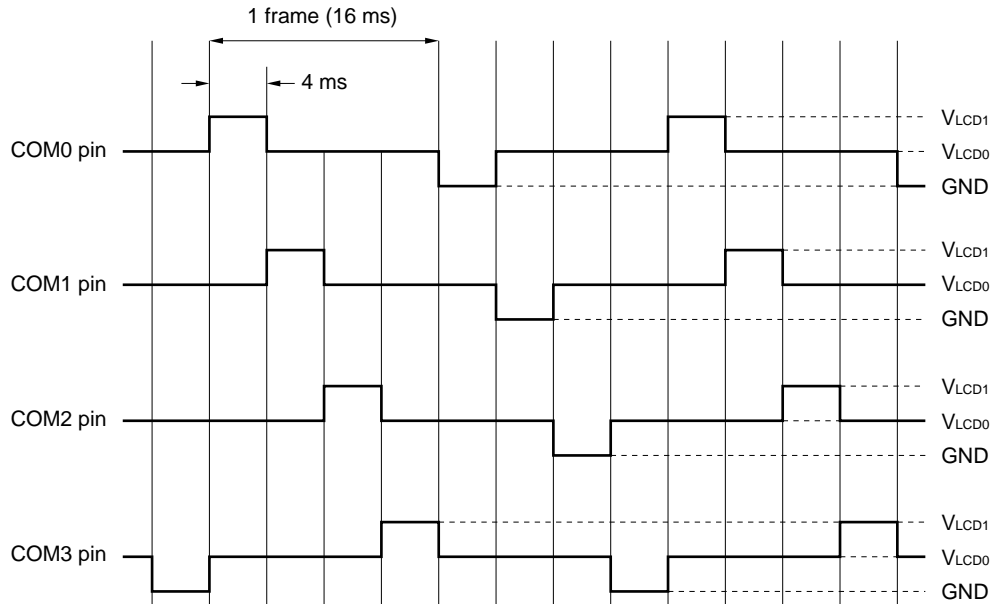 1 frame (16 ms)
4 ms
COM0 pin
VLCD1
VLCD0
GND
COM1 pin
VLCD1
VLCD0
GND
COM2 pin
VLCD1
VLCD0
GND
COM3 pin
VLCD1
VLCD0
GND